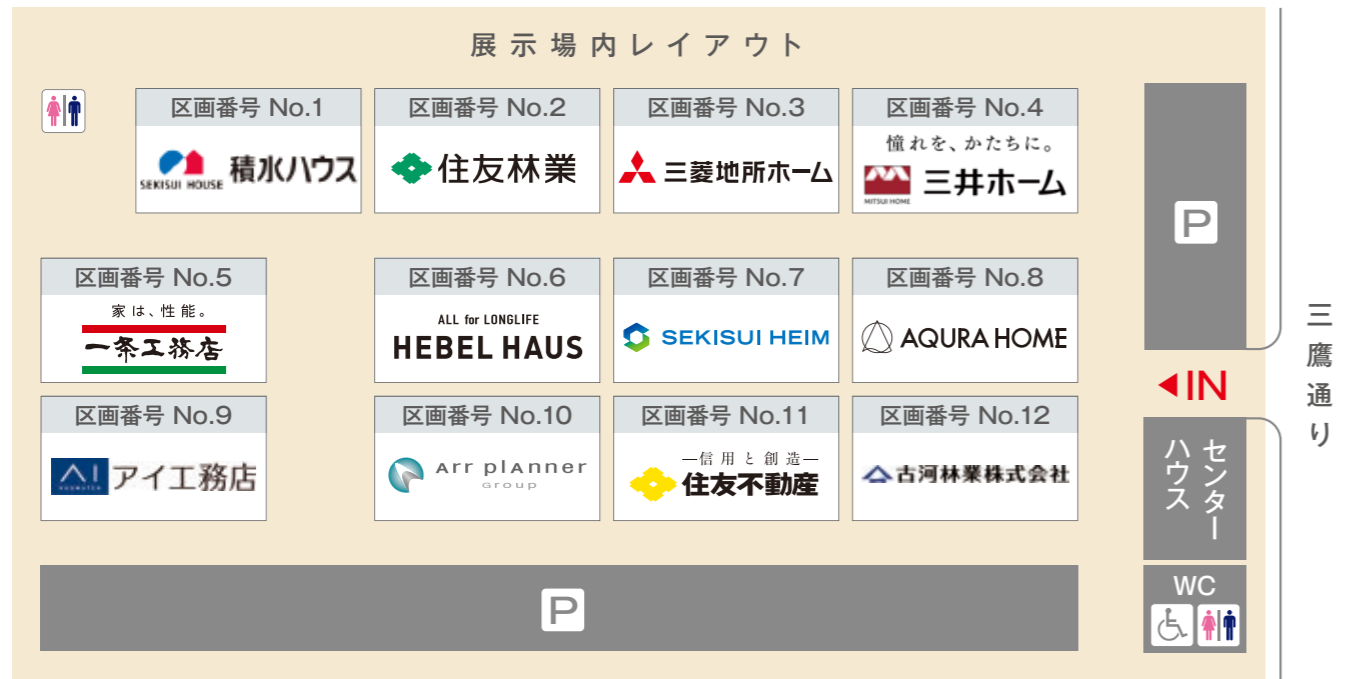 展示場内レイアウト
区画番号 No.1
SEKISUI HOUSE 積水ハウス
区画番号 No.2
住友林業
区画番号 No.3
三菱地所ホーム
区画番号 No.4
憧れを、かたちに。
三井ホーム
MITSUI HOME
P
区画番号 No.5
家は、性能。
一条工務店
区画番号 No.6
ALL for LONGLIFE
HEBEL HAUS
区画番号 No.7
SEKISUI HEIM
区画番号 No.8
AQURA HOME
IN
三鷹通り
区画番号 No.9
AI アイ工務店
区画番号 No.10
Arr plAnner
Group
区画番号 No.11
―信用と創造―
住友不動産
区画番号 No.12
古河林業株式会社
センター
ハウス
P
WC